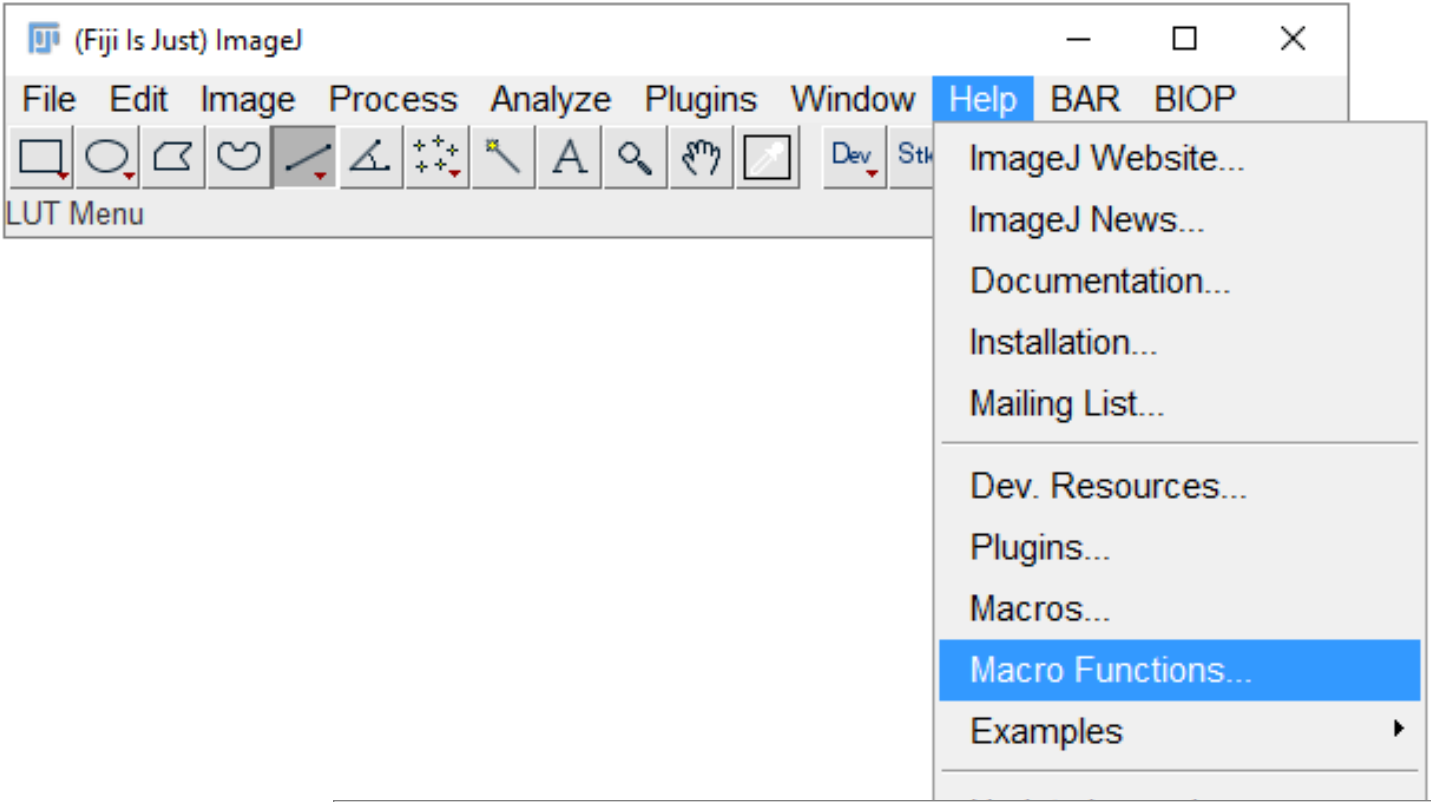 (Fiji Is Just) ImageJ
File Edit Image Process Analyze Plugins Window Help BAR BIOP
A Dev Stk
LUT Menu
ImageJ Website...
ImageJ News...
Documentation...
Installation...
Mailing List...
Dev. Resources...
Plugins...
Macros...
Macro Functions...
Examples